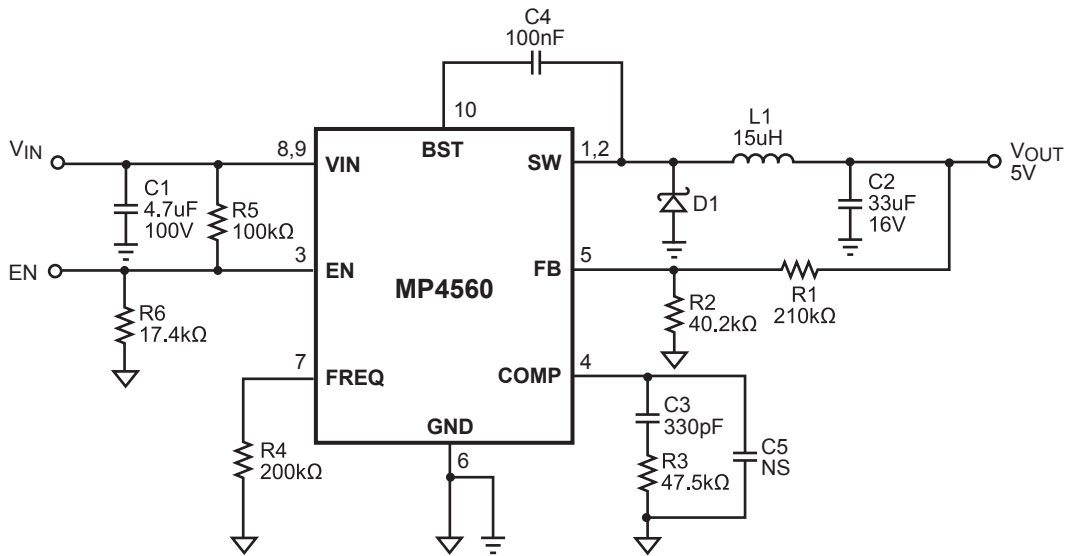 C4
100nF
10
BST
VIN
8,9
VIN
SW
1,2
L1
15uH
VOUT
5V
C1
4.7uF
100V
R5
100kΩ
D1
C2
33uF
16V
EN
3
EN
MP4560
FB
5
R1
210kΩ
R6
17.4kΩ
R2
40.2kΩ
7
FREQ
COMP
4
GND
6
R4
200kΩ
C3
330pF
R3
47.5kΩ
C5
NS